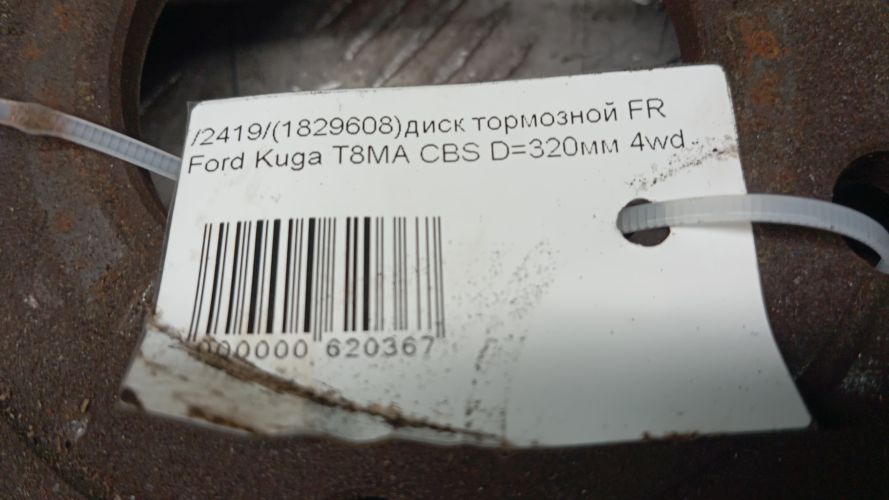 /2419/(1829608)диск тормозной FR
Ford Kuga T8MA CBS D=320мм 4wd
000000 620367